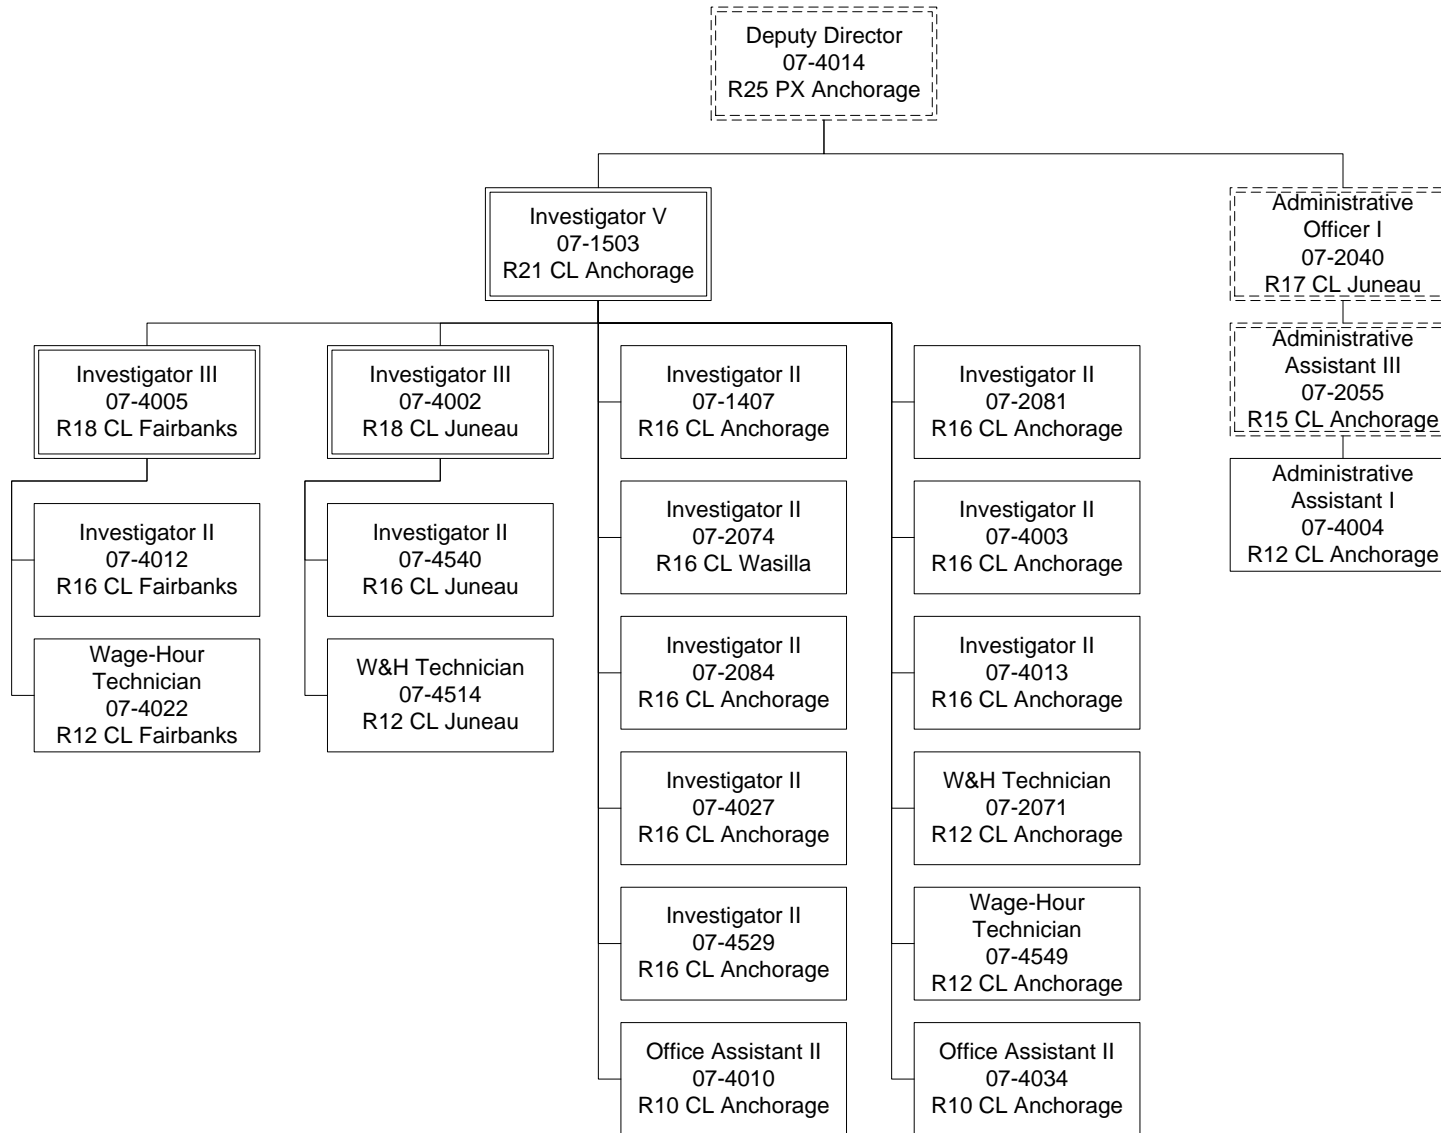 Deputy Director
07-4014
R25 PX Anchorage
Investigator V
07-1503
R21 CL Anchorage
Administrative
Officer I
07-2040
R17 CL Juneau
Investigator III
07-4005
R18 CL Fairbanks
Investigator III
07-4002
R18 CL Juneau
Investigator II
07-1407
R16 CL Anchorage
Investigator II
07-2081
R16 CL Anchorage
Administrative
Assistant III
07-2055
R15 CL Anchorage
Investigator II
07-4012
R16 CL Fairbanks
Investigator II
07-4540
R16 CL Juneau
Investigator II
07-2074
R16 CL Wasilla
Investigator II
07-4003
R16 CL Anchorage
Administrative
Assistant I
07-4004
R12 CL Anchorage
Wage-Hour
Technician
07-4022
R12 CL Fairbanks
W&H Technician
07-4514
R12 CL Juneau
Investigator II
07-2084
R16 CL Anchorage
Investigator II
07-4013
R16 CL Anchorage
Investigator II
07-4027
R16 CL Anchorage
W&H Technician
07-2071
R12 CL Anchorage
Investigator II
07-4529
R16 CL Anchorage
Wage-Hour
Technician
07-4549
R12 CL Anchorage
Office Assistant II
07-4010
R10 CL Anchorage
Office Assistant II
07-4034
R10 CL Anchorage